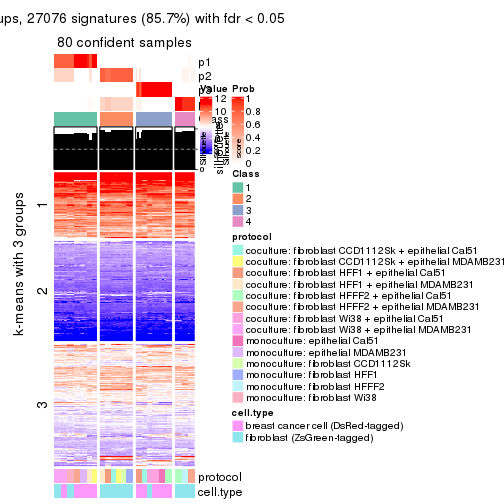 ups, 27076 signatures (85.7%) with fdr < 0.05
80 confident samples
p1
p2
Value
Prob
12
10
8
6
0
1
0.8
0.6
0.4
0.2
0
Silhouette
score
silhouette
Class
1
2
3
4
k-means with 3 groups
1
2
3
protocol
coculture: fibroblast CCD1112Sk + epithelial Cal51
coculture: fibroblast CCD1112Sk + epithelial MDAMB231
coculture: fibroblast HFF1 + epithelial Cal51
coculture: fibroblast HFF1 + epithelial MDAMB231
coculture: fibroblast HFFF2 + epithelial Cal51
coculture: fibroblast HFFF2 + epithelial MDAMB231
coculture: fibroblast Wi38 + epithelial Cal51
coculture: fibroblast Wi38 + epithelial MDAMB231
monoculture: epithelial Cal51
monoculture: epithelial MDAMB231
monoculture: fibroblast CCD1112Sk
monoculture: fibroblast HFF1
monoculture: fibroblast HFFF2
monoculture: fibroblast Wi38
cell.type
breast cancer cell (DsRed-tagged)
fibroblast (ZsGreen-tagged)
protocol
cell.type